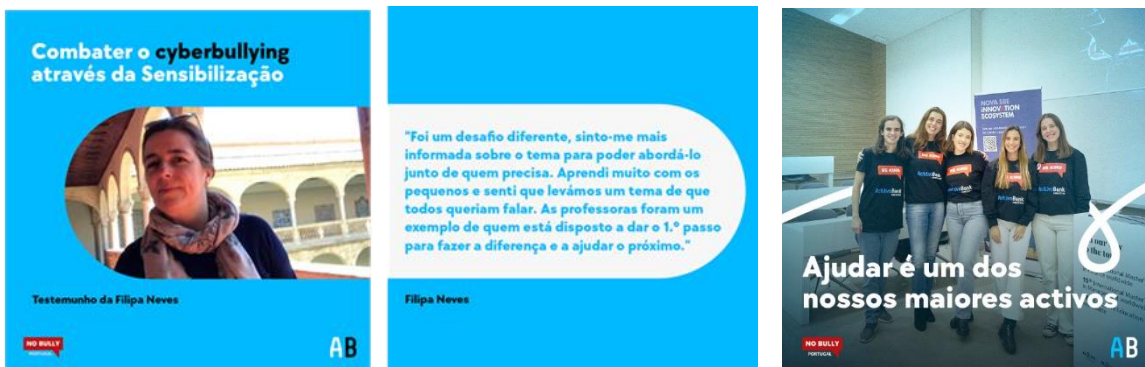 Combater o cyberbullying
através da Sensibilização
Testemunho da Filipa Neves
NO BULLY
PORTUGAL
AB
"Foi um desafio diferente, sinto-me mais
informada sobre o tema para poder abordá-lo
junto de quem precisa. Aprendi muito com os
pequenos e senti que levámos um tema de que
todos queriam falar. As professoras foram um
exemplo de quem está disposto a dar o 1.º passo
para fazer a diferença e a ajudar o próximo."
Filipa Neves
NOVA SBE
INNOVATION
ECOSYSTEM
ActivoBank
Ajudar é um dos
nossos maiores activos
NO BULLY
PORTUGAL
AB